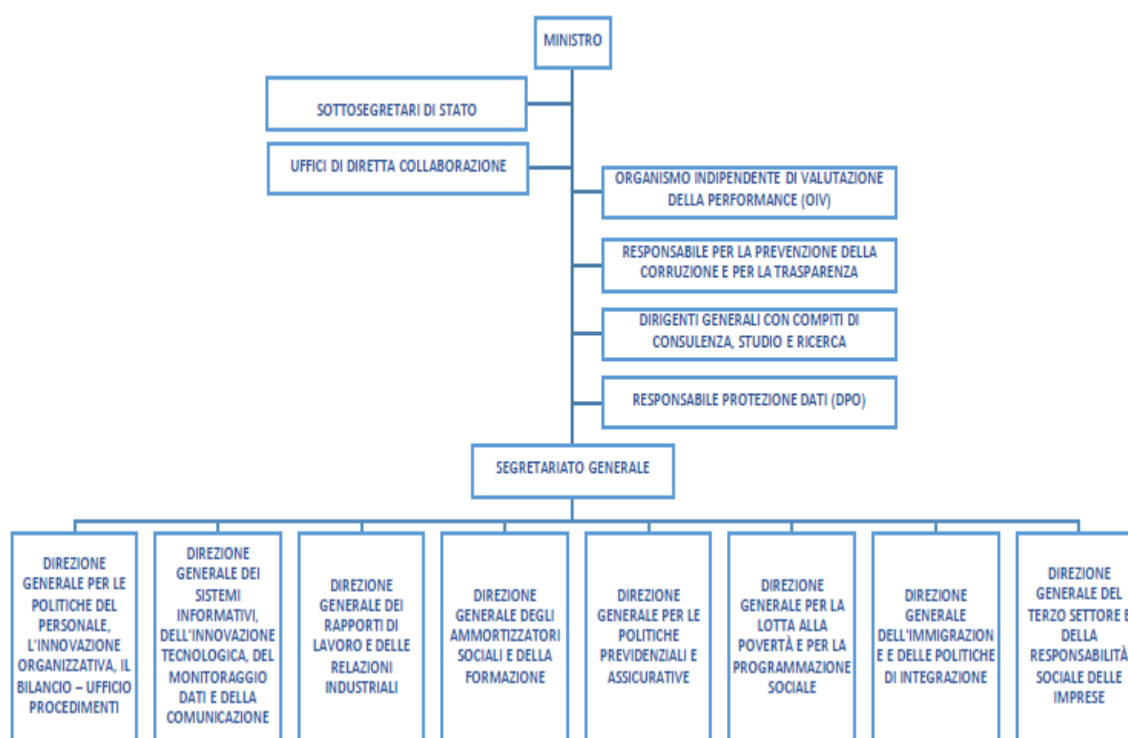 MINISTRO
SOTTOSEGRETARI DI STATO
UFFICI DI DIRETTA COLLABORAZIONE
ORGANISMO INDIPENDENTE DI VALUTAZIONE
DELLA PERFORMANCE (OIV)
RESPONSABILE PER LA PREVENZIONE DELLA
CORRUZIONE E PER LA TRASPARENZA
DIRIGENTI GENERALI CON COMPITI DI
CONSULENZA, STUDIO E RICERCA
RESPONSABILE PROTEZIONE DATI (DPO)
SEGRETARIATO GENERALE
DIREZIONE
GENERALE PER LE
POLITICHE DEL
PERSONALE,
L'INNOVAZIONE
ORGANIZZATIVA, IL
BILANCIO – UFFICIO
PROCEDIMENTI
DIREZIONE
GENERALE DEI
SISTEMI
INFORMATIVI,
DELL'INNOVAZIONE
TECNOLOGICA, DEL
MONITORAGGIO
DATI E DELLA
COMUNICAZIONE
DIREZIONE
GENERALE DEI
RAPPORTI DI
LAVORO E DELLE
RELAZIONI
INDUSTRIALI
DIREZIONE
GENERALE DEGLI
AMMORTIZZATORI
SOCIALI E DELLA
FORMAZIONE
DIREZIONE
GENERALE PER LE
POLITICHE
PREVIDENZIALI E
ASSICURATIVE
DIREZIONE
GENERALE PER LA
LOTTA ALLA
POVERTÀ E PER LA
PROGRAMMAZIONE
SOCIALE
DIREZIONE
GENERALE
DELL'IMMIGRAZION
E E DELLE POLITICHE
DI INTEGRAZIONE
DIREZIONE
GENERALE DEL
TERZO SETTORE E
DELLA
RESPONSABILITÀ
SOCIALE DELLE
IMPRESE